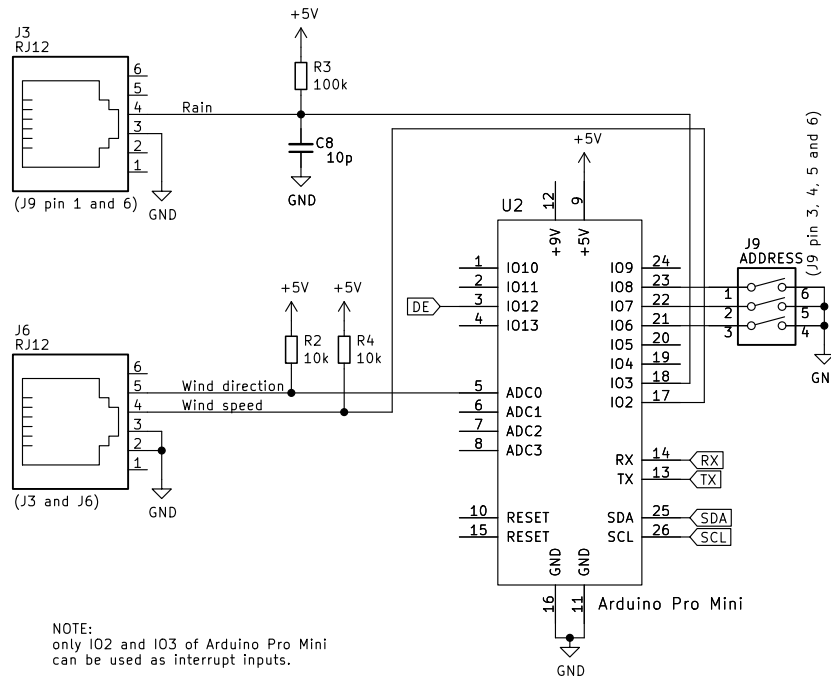 J3
RJ12
6
5
4
3
2
1
(J9 pin 1 and 6)
Rain
GND
+5V
R3
100k
C8
10p
GND
J6
RJ12
6
5
4
3
2
1
(J3 and J6)
Wind direction
Wind speed
GND
+5V
R2
10k
+5V
R4
10k
U2
+5V
12
9
+9V
+5V
1 IO10
2 IO11
DE 3 IO12
4 IO13
5 ADC0
6 ADC1
7 ADC2
8 ADC3
10 RESET
15 RESET
IO9 24
IO8 23
IO7 22
IO6 21
IO5 20
IO4 19
IO3 18
IO2 17
RX 14 RX
TX 13 TX
SDA 25 SDA
SCL 26 SCL
GND
GND
16
11
Arduino Pro Mini
GND
J9
ADDRESS
(J9 pin 3, 4, 5 and 6)
1 6
2 5
3 4
GN
NOTE:
only IO2 and IO3 of Arduino Pro Mini
can be used as interrupt inputs.